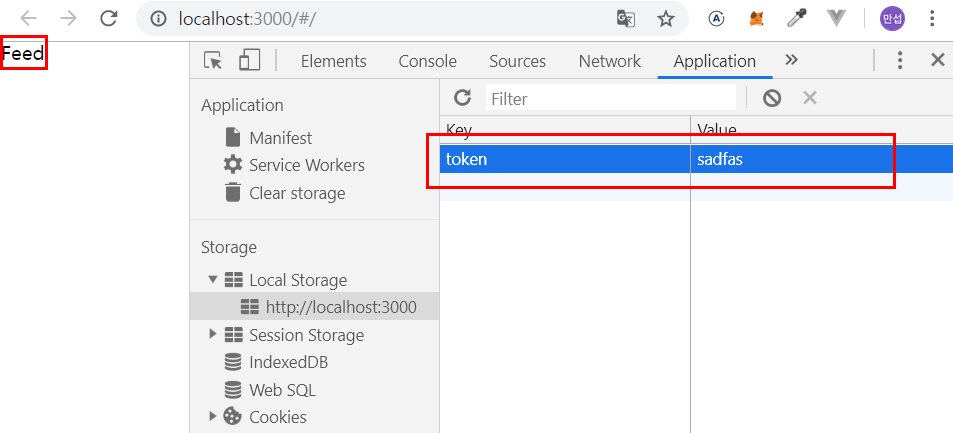 localhost:3000/#/
만섭
Feed
Elements Console Sources Network Application
Application
Manifest
Service Workers
Clear storage
Storage
Local Storage
http://localhost:3000
Session Storage
IndexedDB
Web SQL
Cookies
Filter
Key Value
token sadfas